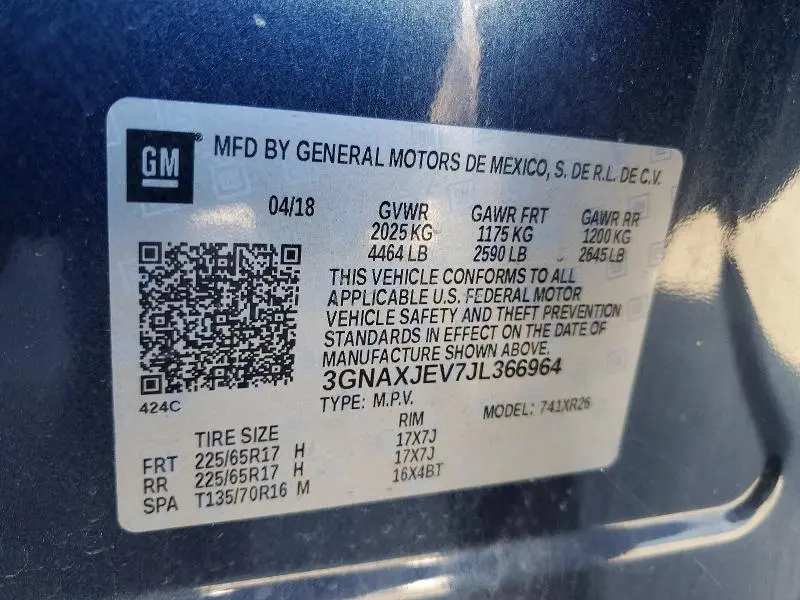 GM ® MFD BY GENERAL MOTORS DE MEXICO, S. DE R.L. DE C.V.
04/18 GVWR GAWR FRT GAWR RR
2025 KG 1175 KG 1200 KG
4464 LB 2590 LB 2645 LB
THIS VEHICLE CONFORMS TO ALL
APPLICABLE U.S. FEDERAL MOTOR
VEHICLE SAFETY AND THEFT PREVENTION
STANDARDS IN EFFECT ON THE DATE OF
MANUFACTURE SHOWN ABOVE.
3GNAXJEV7JL366964
424C
TYPE: M.P.V. MODEL: 741XR26
TIRE SIZE RIM
FRT 225/65R17 H 17X7J
RR 225/65R17 H 17X7J
SPA T135/70R16 M 16X4BT